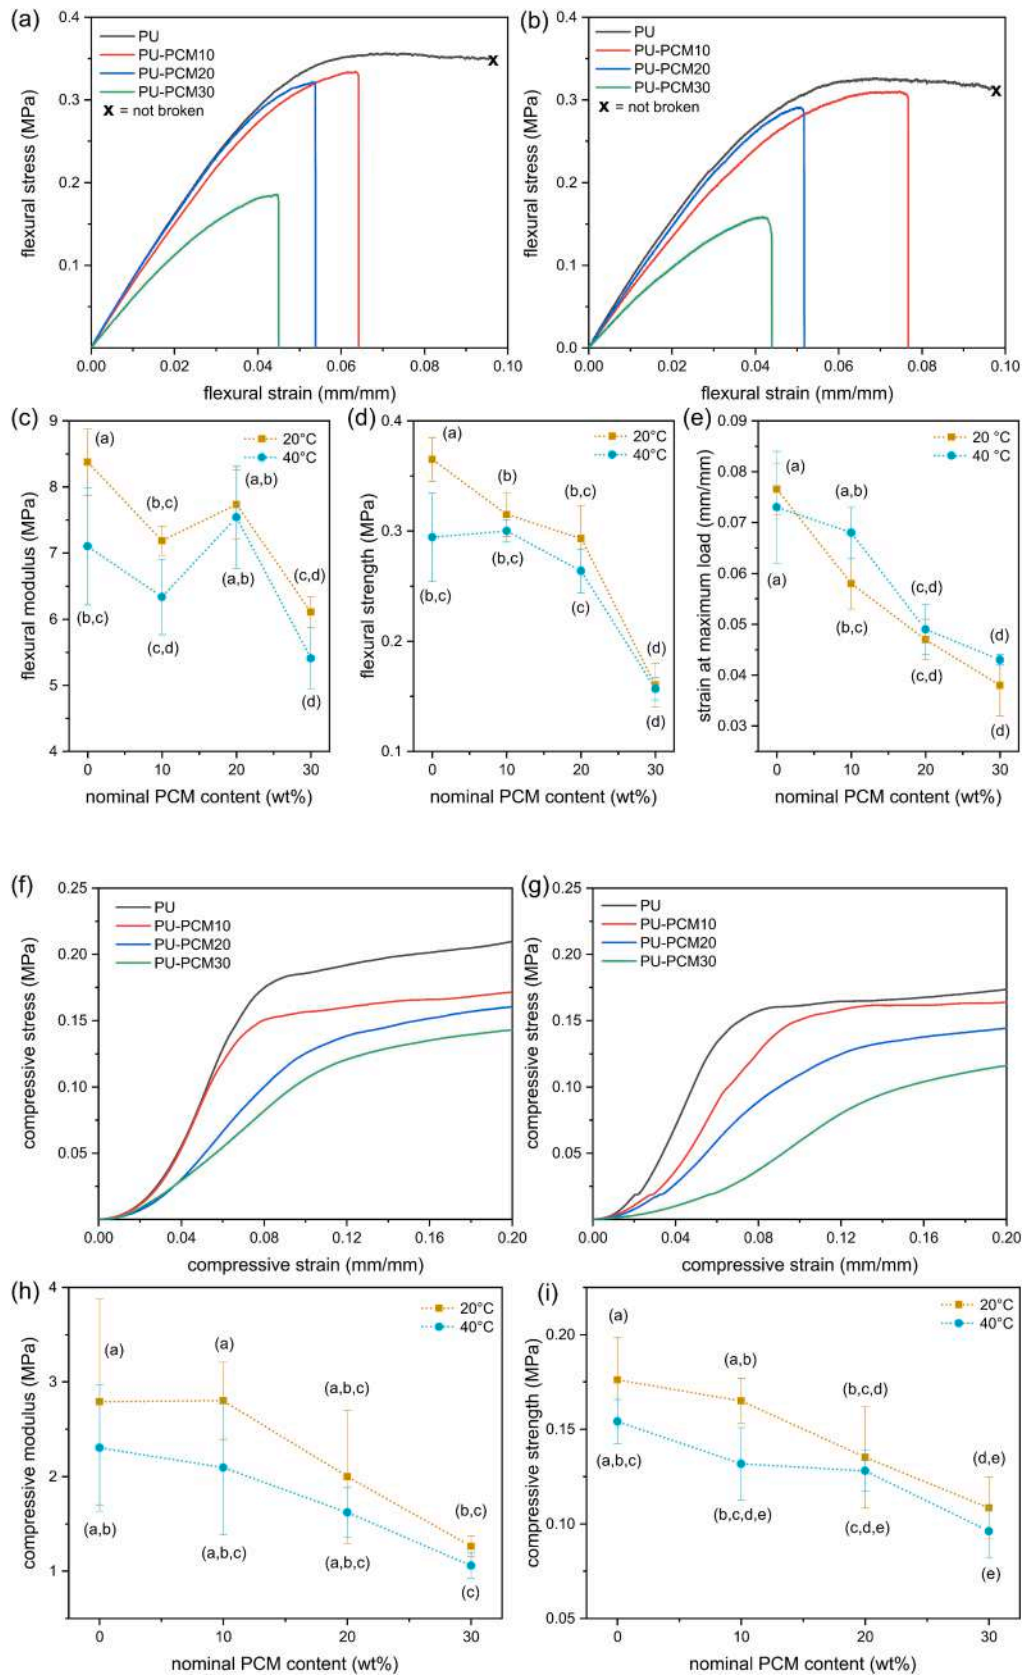 (a)
0.4
0.3
0.2
0.1
flexural stress (MPa)
PU
PU-PCM10
PU-PCM20
PU-PCM30
x = not broken
x
0.00
0.02
0.04
0.06
0.08
0.10
flexural strain (mm/mm)
(b)
0.4
0.3
0.2
0.1
0.0
flexural stress (MPa)
PU
PU-PCM10
PU-PCM20
PU-PCM30
x = not broken
x
0.00
0.02
0.04
0.06
0.08
0.10
flexural strain (mm/mm)
(c)
9
8
7
6
5
4
flexural modulus (MPa)
20°C
40°C
(a)
(b,c)
(a,b)
(c,d)
(b,c)
(c,d)
(a,b)
(d)
0
10
20
30
nominal PCM content (wt%)
(d)
0.4
0.3
0.2
0.1
flexural strength (MPa)
20°C
40°C
(a)
(b)
(b,c)
(d)
(b,c)
(b,c)
(c)
(d)
0
10
20
30
nominal PCM content (wt%)
(e)
0.09
0.08
0.07
0.06
0.05
0.04
0.03
strain at maximum load (mm/mm)
20 °C
40 °C
(a)
(a,b)
(c,d)
(d)
(a)
(b,c)
(c,d)
(d)
0
10
20
30
nominal PCM content (wt%)
(f)
0.25
0.20
0.15
0.10
0.05
compressive stress (MPa)
PU
PU-PCM10
PU-PCM20
PU-PCM30
0.00
0.04
0.08
0.12
0.16
0.20
compressive strain (mm/mm)
(g)
0.25
0.20
0.15
0.10
0.05
compressive stress (MPa)
PU
PU-PCM10
PU-PCM20
PU-PCM30
0.00
0.04
0.08
0.12
0.16
0.20
compressive strain (mm/mm)
(h)
4
3
2
1
compressive modulus (MPa)
20°C
40°C
(a)
(a)
(a,b,c)
(b,c)
(a,b)
(a,b,c)
(a,b,c)
(c)
0
10
20
30
nominal PCM content (wt%)
(i)
0.20
0.15
0.10
0.05
compressive strength (MPa)
20°C
40°C
(a)
(a,b)
(b,c,d)
(d,e)
(a,b,c)
(b,c,d,e)
(c,d,e)
(e)
0
10
20
30
nominal PCM content (wt%)